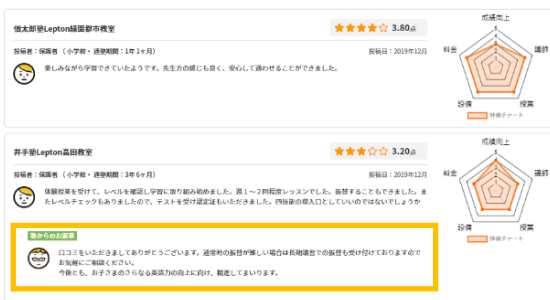 個太郎塾Lepton緑園都市教室
3.80点
投稿者：保護者（小学校・通塾期間：1年1ヶ月）
投稿日：2019年12月
楽しみながら学習できていたようです。先生方の感じも良く、安心して通わせることができました。
成績向上
料金
講師
設備
授業
評価チャート
井手塾Lepton高田教室
3.20点
投稿者：保護者（小学校・通塾期間：3年6ヶ月）
投稿日：2019年12月
体験授業を受けて、レベルを確認し学習に取り組み始めました。週1～2回程度レッスンでした。振替することもできました。ま
たレベルチェックもありましたので、テストを受け認定証もいただきました。四技能の導入口としていいのではないでしょうか
成績向上
料金
講師
設備
授業
評価チャート
塾からのお返事
口コミをいただきましてありがとうございます。通常時の振替が難しい場合は長期講習での振替も受け付けておりますので
お気軽にご相談ください。
今後とも、お子さまのさらなる英語力の向上に向け、精進してまいります。